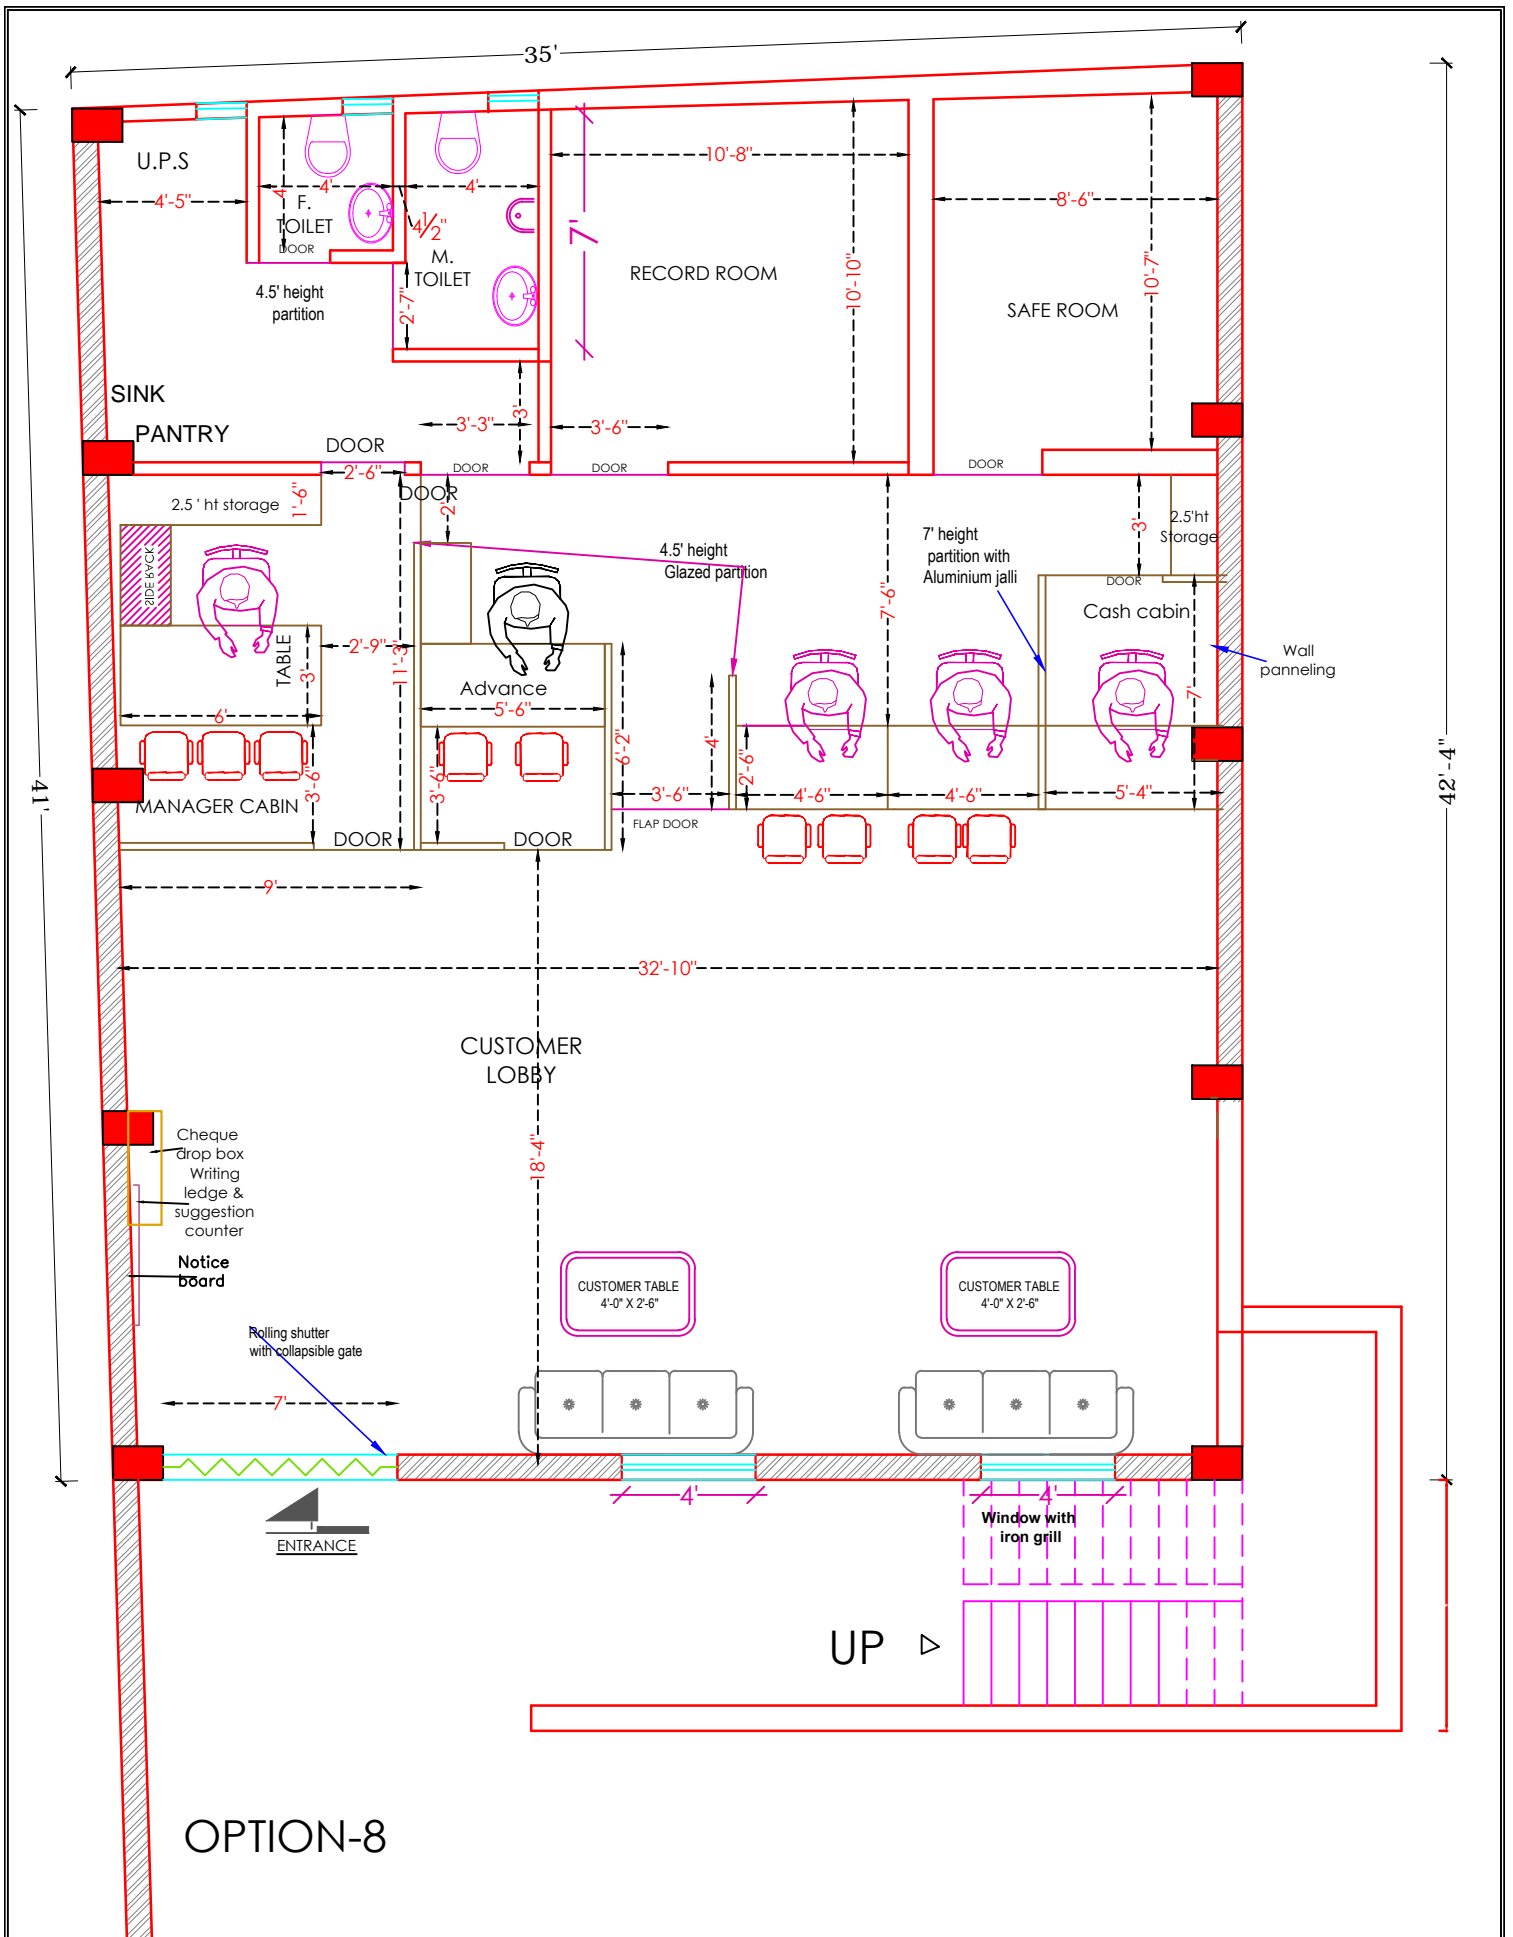 35'
U.P.S
4'-5"
4'
4'
4'
F.
TOILET
DOOR
4½"
M.
TOILET
7"
10'-8"
10'-10"
RECORD ROOM
8'-6"
10'-7"
SAFE ROOM
4.5' height
partition
2'-7"
SINK
PANTRY
DOOR
3'-3"
3'
3'-6"
2'-6"
DOOR
DOOR
DOOR
2.5 ' ht storage
1'-6"
DOOR
2'
3'
2.5'ht
Storage
4.5' height
Glazed partition
7' height
partition with
Aluminium jalli
SIDE RACK
7'-6"
DOOR
Cash cabin
TABLE
3'
2'-9"
11'-3"
Advance
5'-6"
6'
6'-2"
4'
2'-6"
7'
Wall
panneling
3'-6"
3'-6"
3'-6"
4'-6"
4'-6"
5'-4"
MANAGER CABIN
DOOR
DOOR
FLAP DOOR
41'
42'-4"
9'
32'-10"
CUSTOMER
LOBBY
18'-4"
Cheque
drop box
Writing
ledge &
suggestion
counter
Notice
board
CUSTOMER TABLE
4'-0" X 2'-6"
CUSTOMER TABLE
4'-0" X 2'-6"
Rolling shutter
with collapsible gate
7'
4'
4'
Window with
iron grill
ENTRANCE
UP
OPTION-8